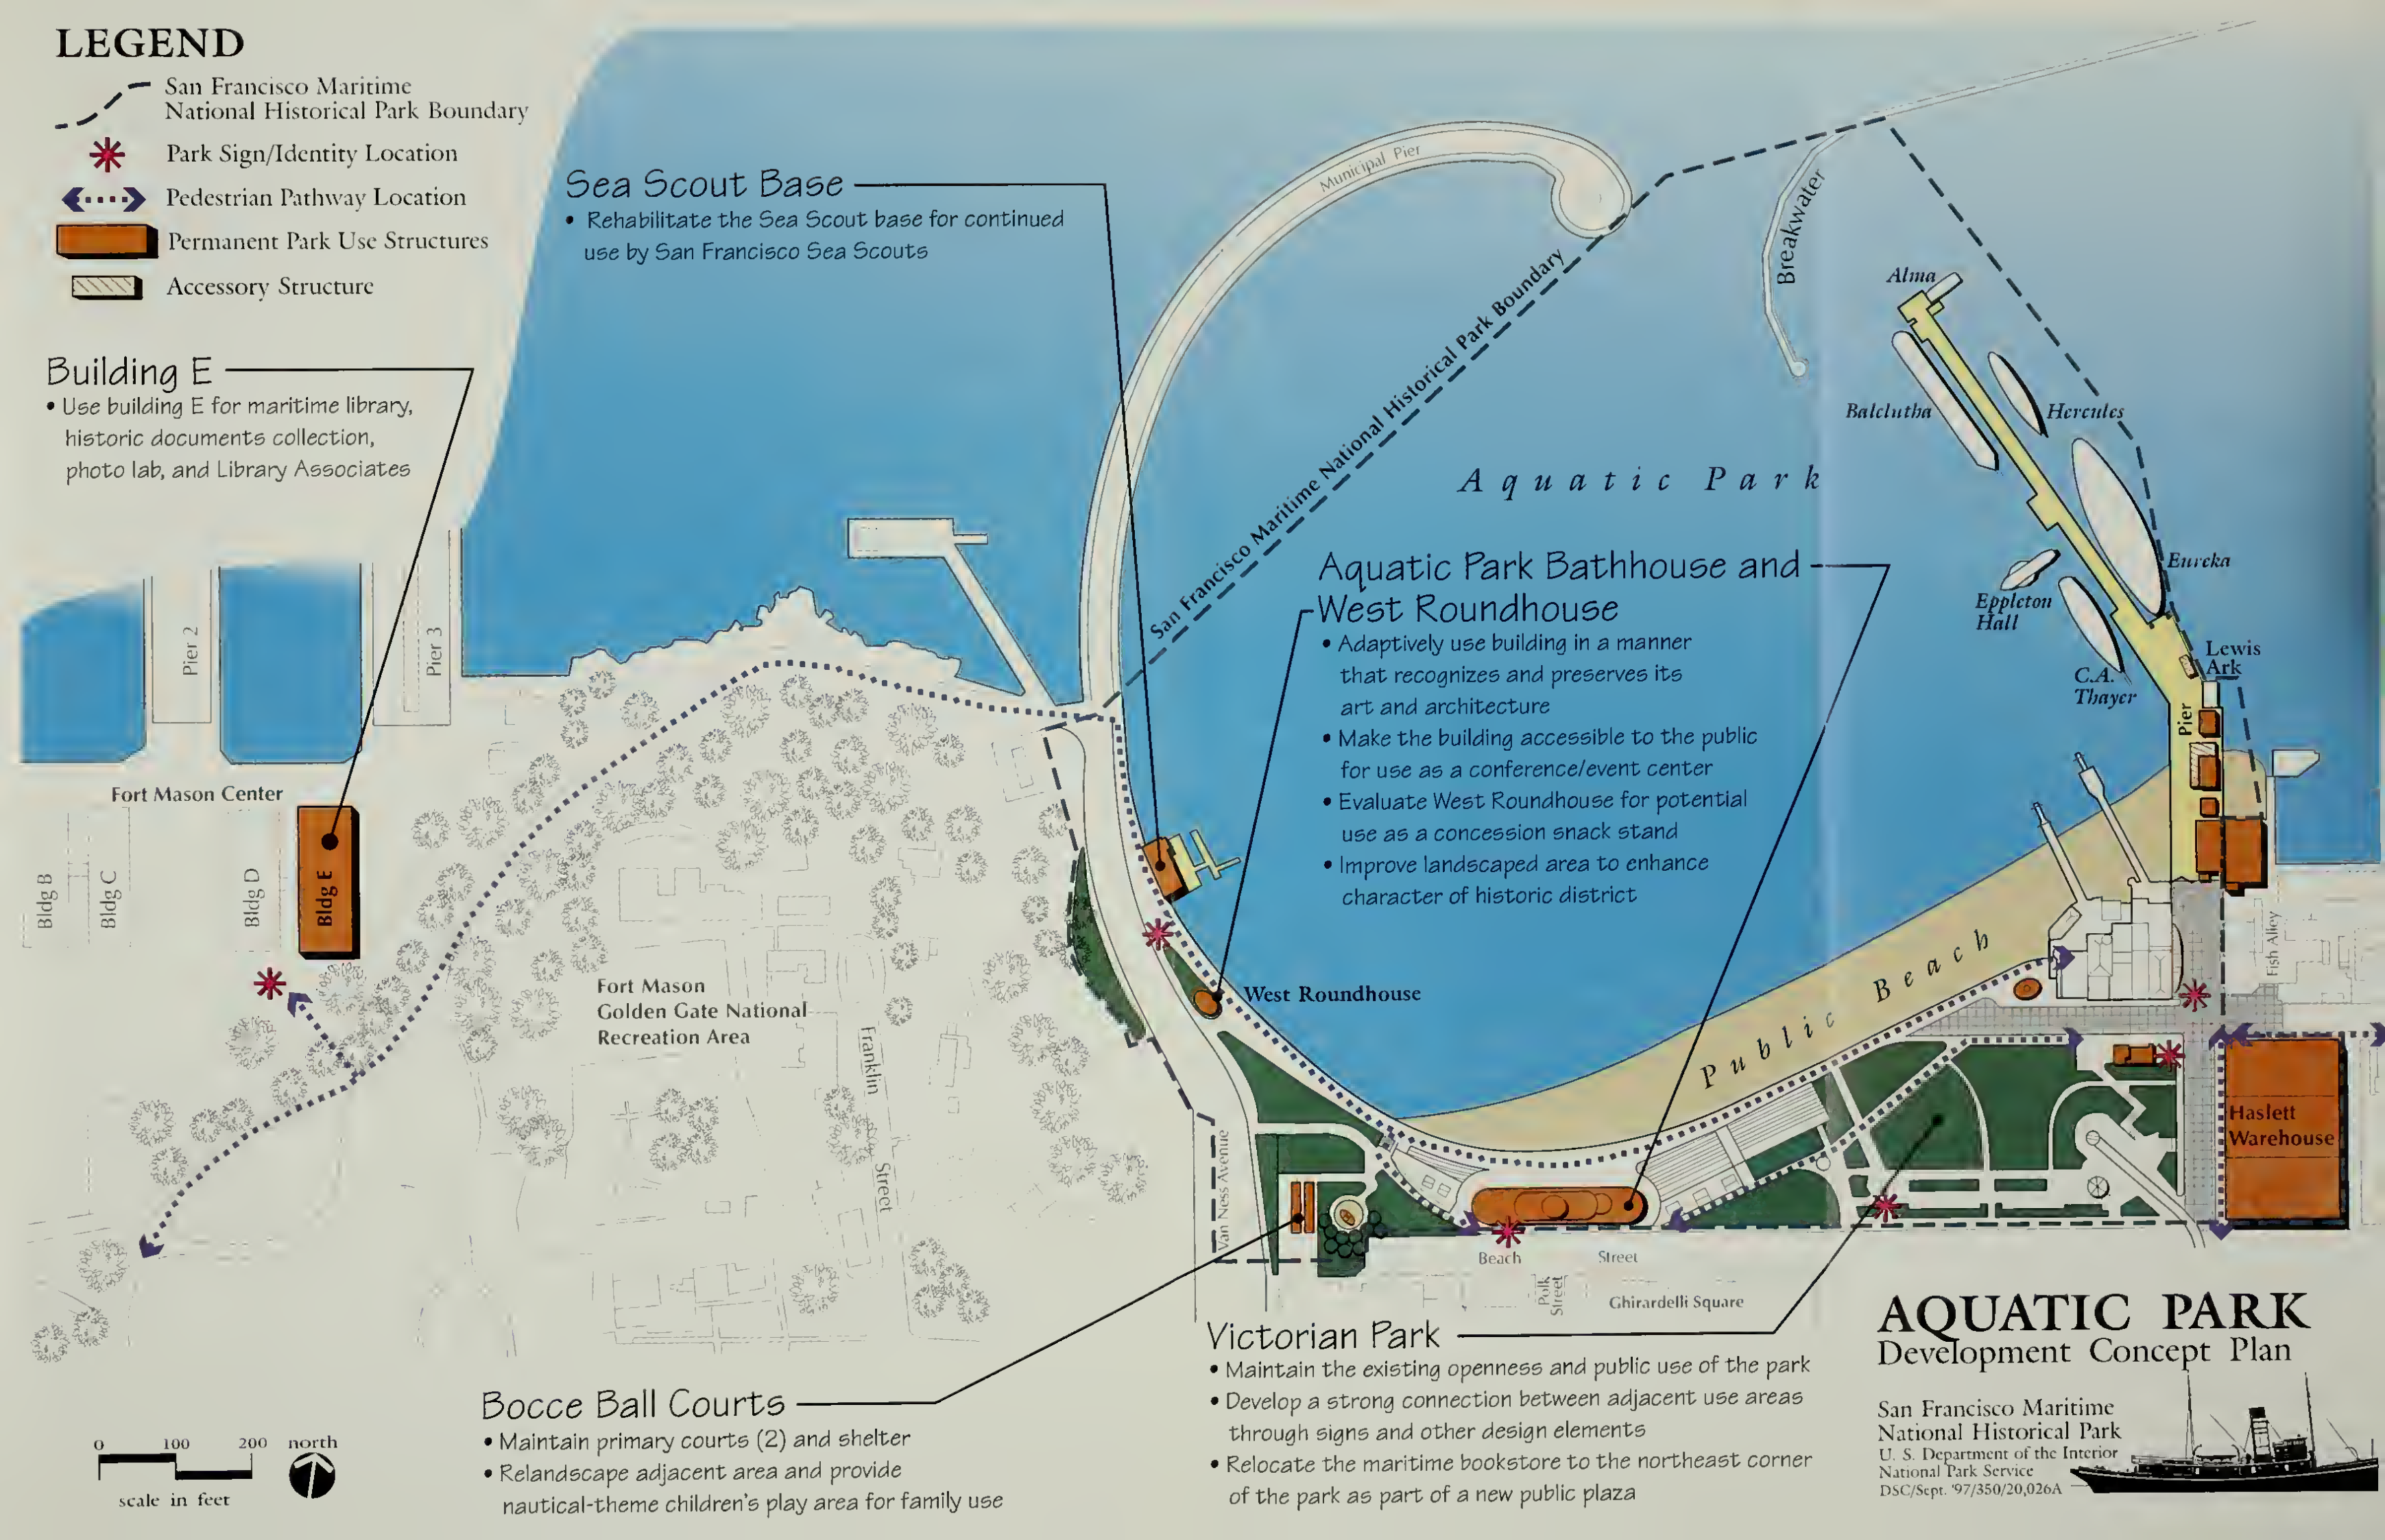 LEGEND
San Francisco Maritime
National Historical Park Boundary
Park Sign/Identity Location
Pedestrian Pathway Location
Permanent Park Use Structures
Accessory Structure
Building E
• Use building E for maritime library,
historic documents collection,
photo lab, and Library Associates
Sea Scout Base
• Rehabilitate the Sea Scout base for continued
use by San Francisco Sea Scouts
Municipal Pier
San Francisco Maritime National Historical Park Boundary
Breakwater
Alma
Balclutha
Hercules
Aquatic Park
Eureka
Eppleton
Hall
C.A.
Thayer
Lewis
Ark
Pier
Aquatic Park Bathhouse and
West Roundhouse
• Adaptively use building in a manner
that recognizes and preserves its
art and architecture
• Make the building accessible to the public
for use as a conference/event center
• Evaluate West Roundhouse for potential
use as a concession snack stand
• Improve landscaped area to enhance
character of historic district
Pier 2
Pier 3
Fort Mason Center
Bldg B
Bldg C
Bldg D
Bldg E
Fort Mason
Golden Gate National
Recreation Area
Franklin
Street
West Roundhouse
Public Beach
Fish Alley
Haslett
Warehouse
Van Ness Avenue
Beach Street
Polk
Street
Ghirardelli Square
Bocce Ball Courts
• Maintain primary courts (2) and shelter
• Relandscape adjacent area and provide
nautical-theme children's play area for family use
Victorian Park
• Maintain the existing openness and public use of the park
• Develop a strong connection between adjacent use areas
through signs and other design elements
• Relocate the maritime bookstore to the northeast corner
of the park as part of a new public plaza
0 100 200
scale in feet
north
AQUATIC PARK
Development Concept Plan
San Francisco Maritime
National Historical Park
U. S. Department of the Interior
National Park Service
DSC/Sept. '97/350/20,026A